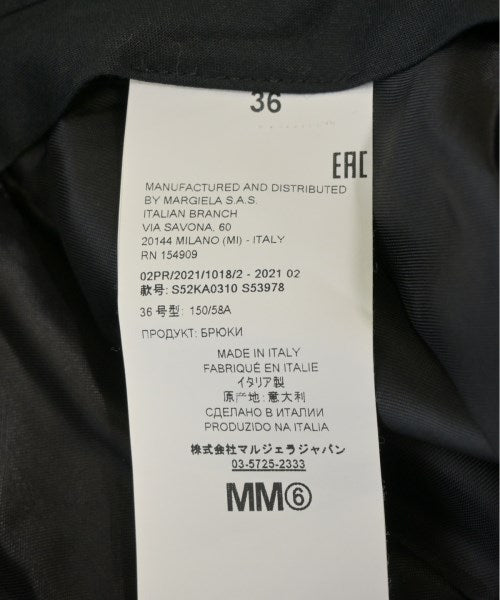 36
EAC
MANUFACTURED AND DISTRIBUTED
BY MARGIELA S.A.S.
ITALIAN BRANCH
VIA SAVONA, 60
20144 MILANO (MI) - ITALY
RN 154909
02PR/2021/1018/2 - 2021 02
款号: S52KA0310 S53978
36 号型: 150/58A
ПРОДУКТ: БРЮКИ
MADE IN ITALY
FABRIQUÉ EN ITALIE
イタリア製
原产地: 意大利
СДЕЛАНО В ИТАЛИИ
PRODUZIDO NA ITALIA
株式会社マルジェラジャパン
03-5725-2333
MM⑥